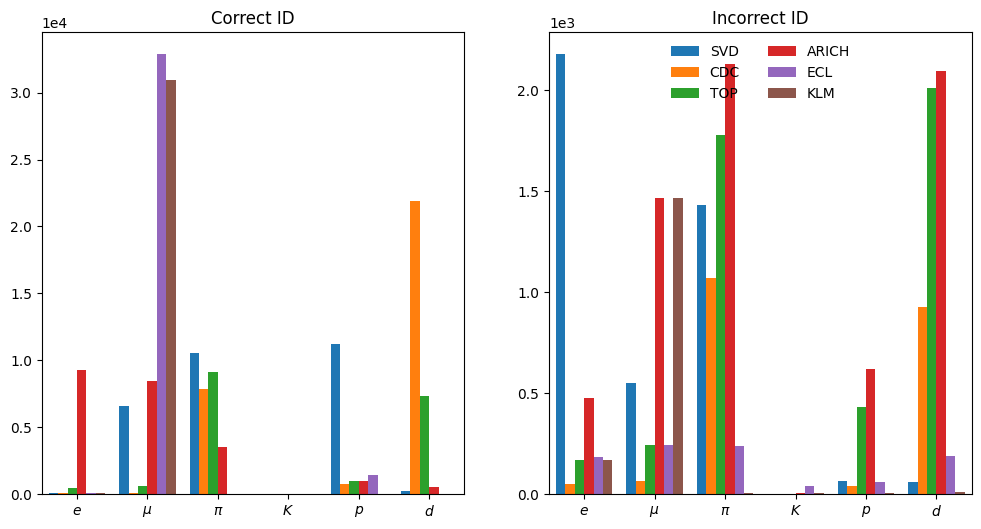 Correct ID
1e4
3.0
2.5
2.0
1.5
1.0
0.5
0.0
e μ π K p d
Incorrect ID
1e3
SVD ARICH
CDC ECL
TOP KLM
2.0
1.5
1.0
0.5
0.0
e μ π K p d